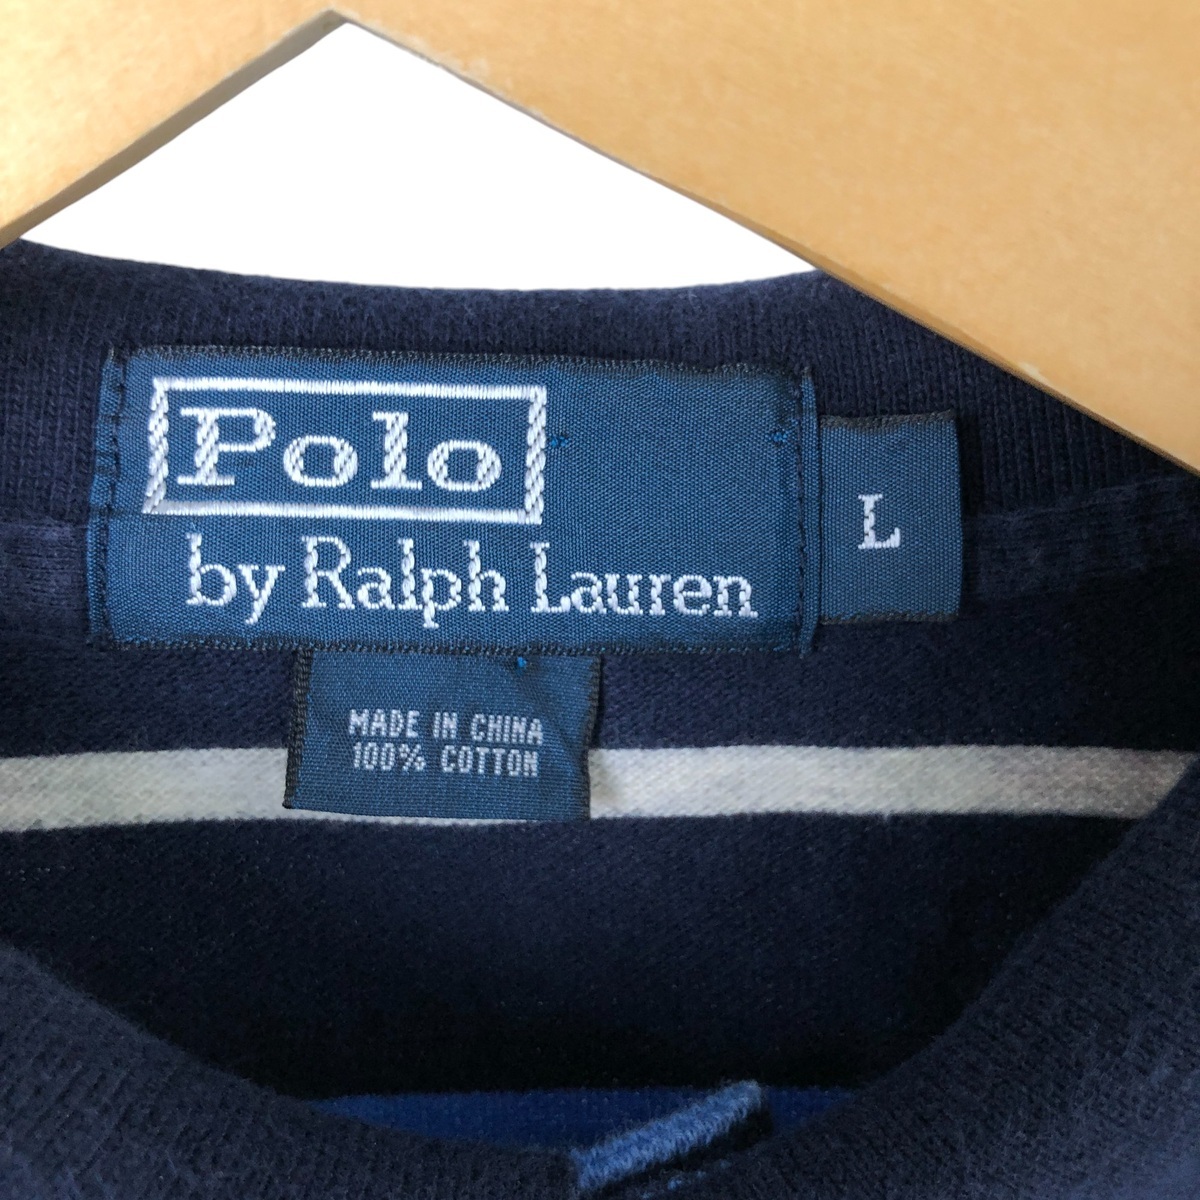 Polo
by Ralph Lauren
L
MADE IN CHINA
100% COTTON